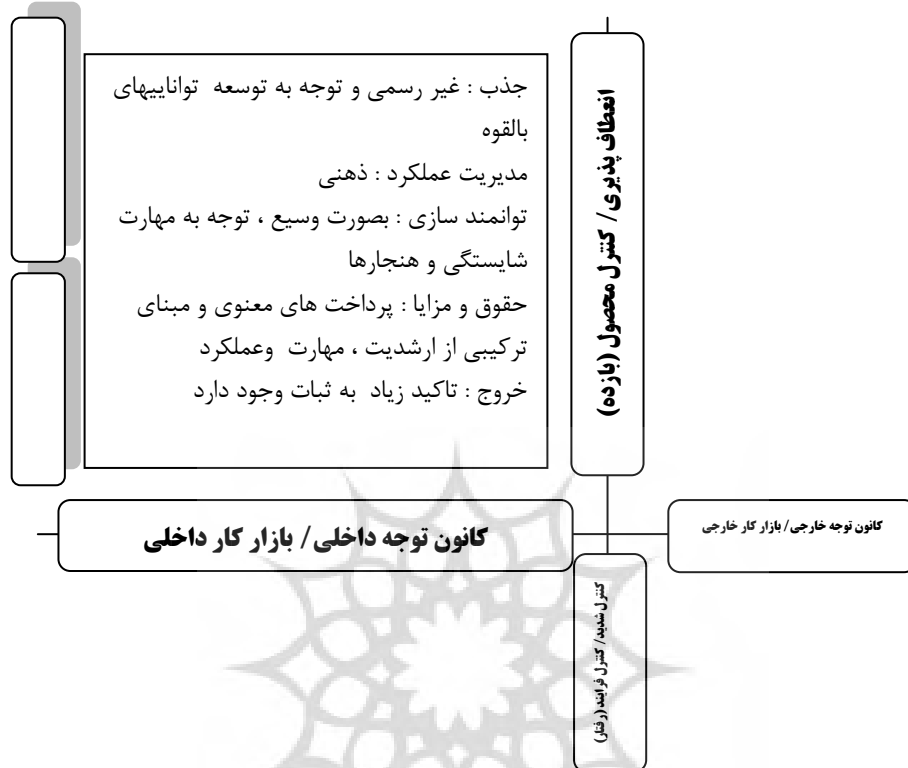 جذب : غیر رسمی و توجه به توسعه تواناییهای
بالقوه
مدیریت عملکرد : ذهنی
توانمند سازی : بصورت وسیع ، توجه به مهارت
شایستگی و هنجارها
حقوق و مزایا : پرداخت های معنوی و مبنای
ترکیبی از ارشدیت ، مهارت وعملکرد
خروج : تاکید زیاد به ثبات وجود دارد
انعطاف پذیری/ کنترل محصول (بازده)
کانون توجه خارجی/ بازار کار خارجی
کانون توجه داخلی/ بازار کار داخلی
کنترل شدید/ کنترل فرایند (رفتار)